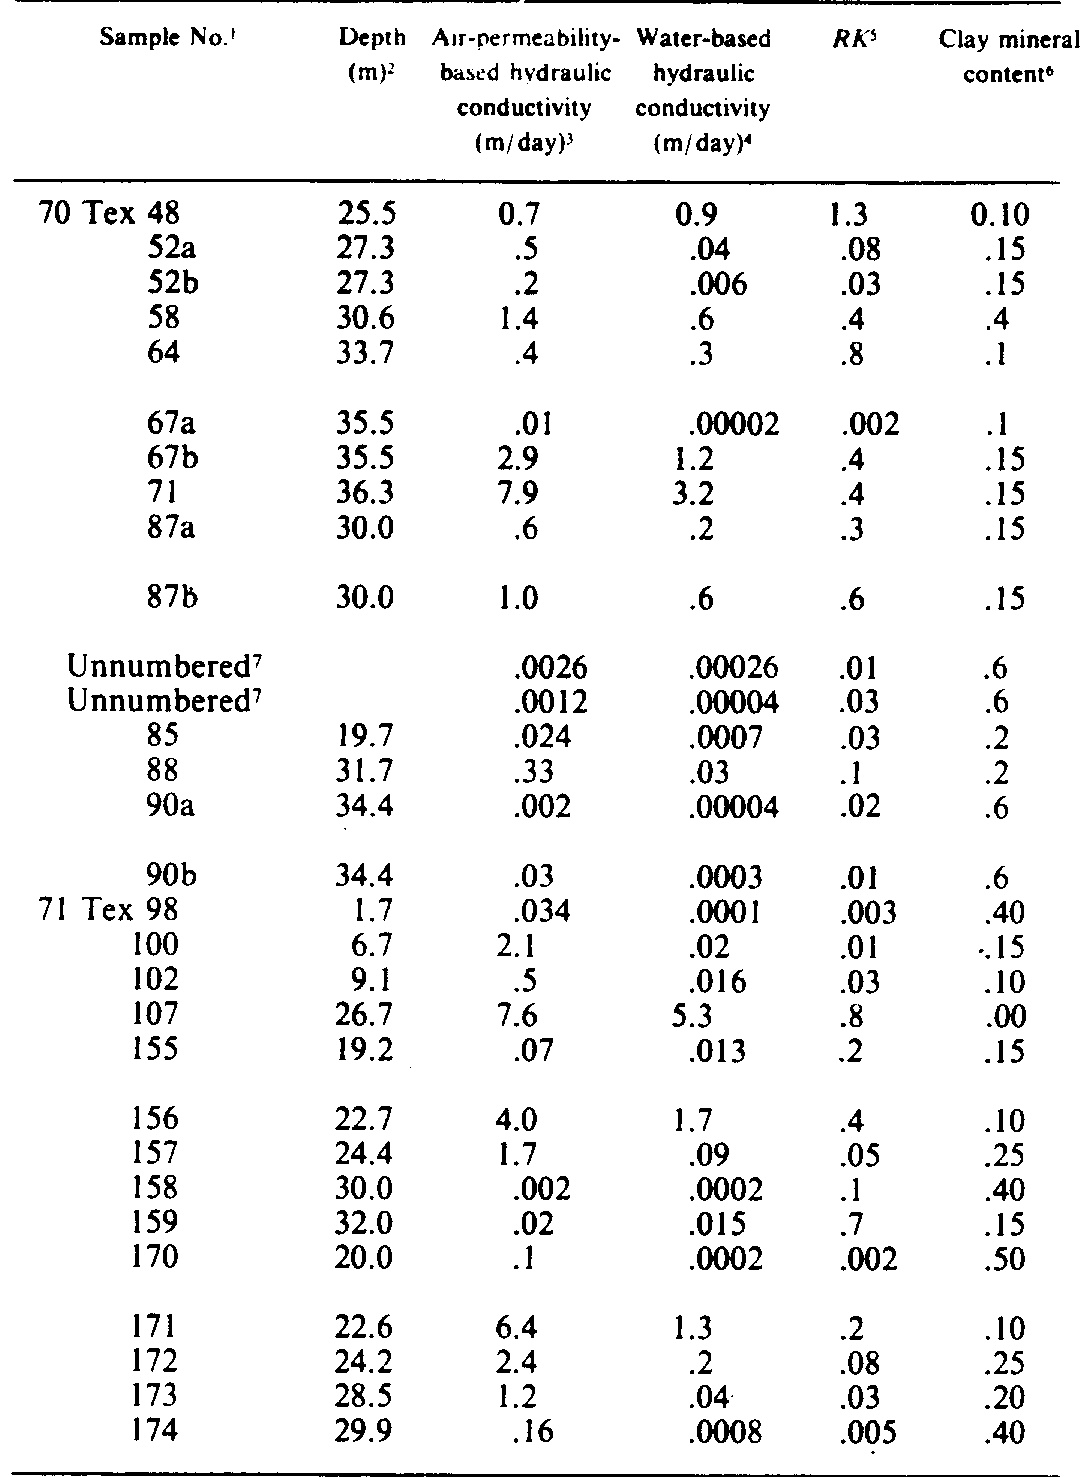 Sample No.¹ Depth Air-permeability- Water-based RK⁵ Clay mineral
(m)² based hydraulic hydraulic content⁶
conductivity conductivity
(m/day)³ (m/day)⁴
70 Tex 48 25.5 0.7 0.9 1.3 0.10
52a 27.3 .5 .04 .08 .15
52b 27.3 .2 .006 .03 .15
58 30.6 1.4 .6 .4 .4
64 33.7 .4 .3 .8 .1
67a 35.5 .01 .00002 .002 .1
67b 35.5 2.9 1.2 .4 .15
71 36.3 7.9 3.2 .4 .15
87a 30.0 .6 .2 .3 .15
87b 30.0 1.0 .6 .6 .15
Unnumbered⁷ .0026 .00026 .01 .6
Unnumbered⁷ .0012 .00004 .03 .6
85 19.7 .024 .0007 .03 .2
88 31.7 .33 .03 .1 .2
90a 34.4 .002 .00004 .02 .6
90b 34.4 .03 .0003 .01 .6
71 Tex 98 1.7 .034 .0001 .003 .40
100 6.7 2.1 .02 .01 .15
102 9.1 .5 .016 .03 .10
107 26.7 7.6 5.3 .8 .00
155 19.2 .07 .013 .2 .15
156 22.7 4.0 1.7 .4 .10
157 24.4 1.7 .09 .05 .25
158 30.0 .002 .0002 .1 .40
159 32.0 .02 .015 .7 .15
170 20.0 .1 .0002 .002 .50
171 22.6 6.4 1.3 .2 .10
172 24.2 2.4 .2 .08 .25
173 28.5 1.2 .04 .03 .20
174 29.9 .16 .0008 .005 .40